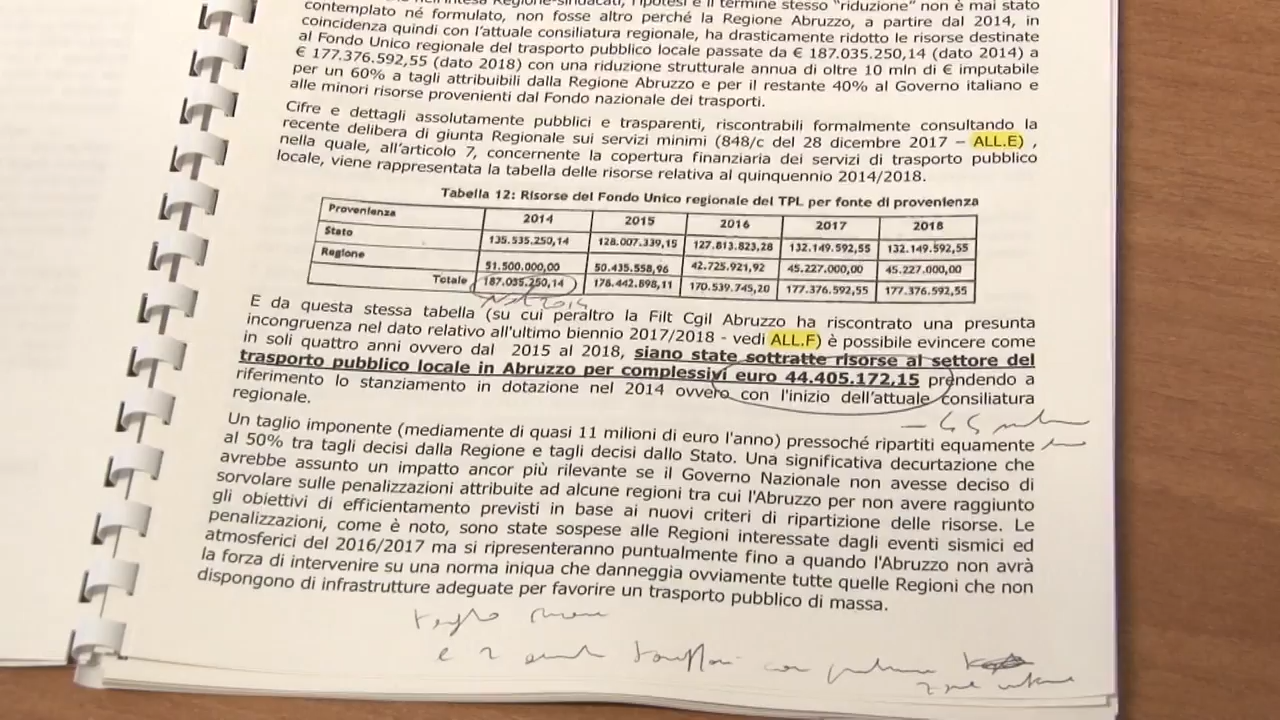 nell'intesa Regione-sindacati, l'ipotesi e il termine stesso "riduzione" non è mai stato
contemplato né formulato, non fosse altro perché la Regione Abruzzo, a partire dal 2014, in
coincidenza quindi con l'attuale consiliatura regionale, ha drasticamente ridotto le risorse destinate
al Fondo Unico regionale del trasporto pubblico locale passate da € 187.035.250,14 (dato 2014) a
€ 177.376.592,55 (dato 2018) con una riduzione strutturale annua di oltre 10 mln di € imputabile
per un 60% a tagli attribuibili dalla Regione Abruzzo e per il restante 40% al Governo italiano e
alle minori risorse provenienti dal Fondo nazionale dei trasporti.
Cifre e dettagli assolutamente pubblici e trasparenti, riscontrabili formalmente consultando la
recente delibera di giunta Regionale sui servizi minimi (848/c del 28 dicembre 2017 – ALL.E) ,
nella quale, all'articolo 7, concernente la copertura finanziaria dei servizi di trasporto pubblico
locale, viene rappresentata la tabella delle risorse relativa al quinquennio 2014/2018.
Tabella 12: Risorse del Fondo Unico regionale del TPL per fonte di provenienza
Provenienza 2014 2015 2016 2017 2018
Stato 135.535.250,14 128.007.339,15 127.813.823,28 132.149.592,55 132.149.592,55
Regione 51.500.000,00 50.435.558,96 42.725.921,92 45.227.000,00 45.227.000,00
Totale 187.035.250,14 178.442.898,11 170.539.745,20 177.376.592,55 177.376.592,55
E da questa stessa tabella (su cui peraltro la Filt Cgil Abruzzo ha riscontrato una presunta
incongruenza nel dato relativo all'ultimo biennio 2017/2018 - vedi ALL.F) è possibile evincere come
in soli quattro anni ovvero dal 2015 al 2018, siano state sottratte risorse al settore del
trasporto pubblico locale in Abruzzo per complessivi euro 44.405.172,15 prendendo a
riferimento lo stanziamento in dotazione nel 2014 ovvero con l'inizio dell'attuale consiliatura
regionale.
Un taglio imponente (mediamente di quasi 11 milioni di euro l'anno) pressoché ripartiti equamente
al 50% tra tagli decisi dalla Regione e tagli decisi dallo Stato. Una significativa decurtazione che
avrebbe assunto un impatto ancor più rilevante se il Governo Nazionale non avesse deciso di
sorvolare sulle penalizzazioni attribuite ad alcune regioni tra cui l'Abruzzo per non avere raggiunto
gli obiettivi di efficientamento previsti in base ai nuovi criteri di ripartizione delle risorse. Le
penalizzazioni, come è noto, sono state sospese alle Regioni interessate dagli eventi sismici ed
atmosferici del 2016/2017 ma si ripresenteranno puntualmente fino a quando l'Abruzzo non avrà
la forza di intervenire su una norma iniqua che danneggia ovviamente tutte quelle Regioni che non
dispongono di infrastrutture adeguate per favorire un trasporto pubblico di massa.